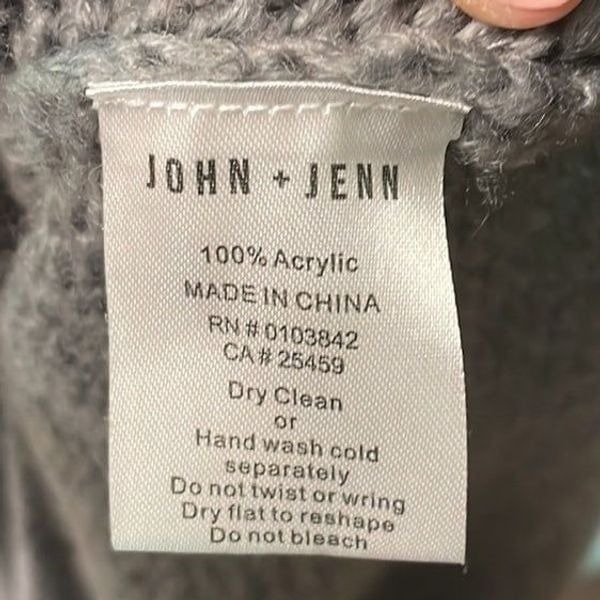 JOHN + JENN
100% Acrylic
MADE IN CHINA
RN # 0103842
CA # 25459
Dry Clean
or
Hand wash cold
separately
Do not twist or wring
Dry flat to reshape
Do not bleach